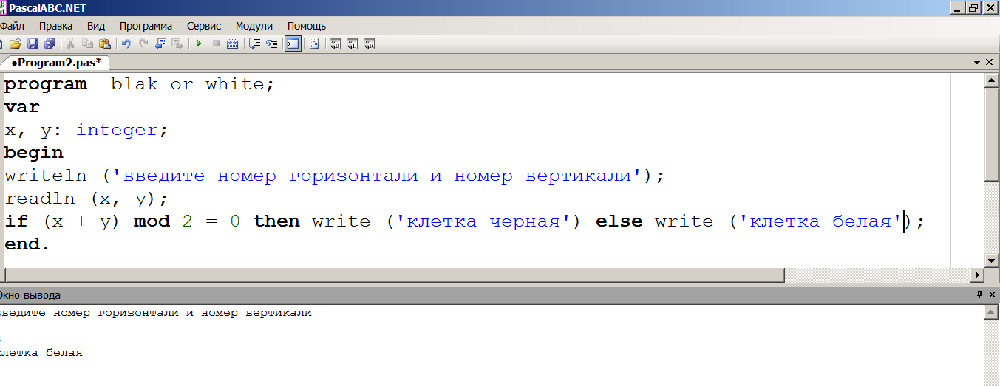 PascalABC.NET
Файл Правка Вид Программа Сервис Модули Помощь
•Program2.pas*
program blak_or_white;
var
x, y: integer;
begin
writeln ('введите номер горизонтали и номер вертикали');
readln (x, y);
if (x + y) mod 2 = 0 then write ('клетка черная') else write ('клетка белая');
end.
Окно вывода
введите номер горизонтали и номер вертикали
клетка белая